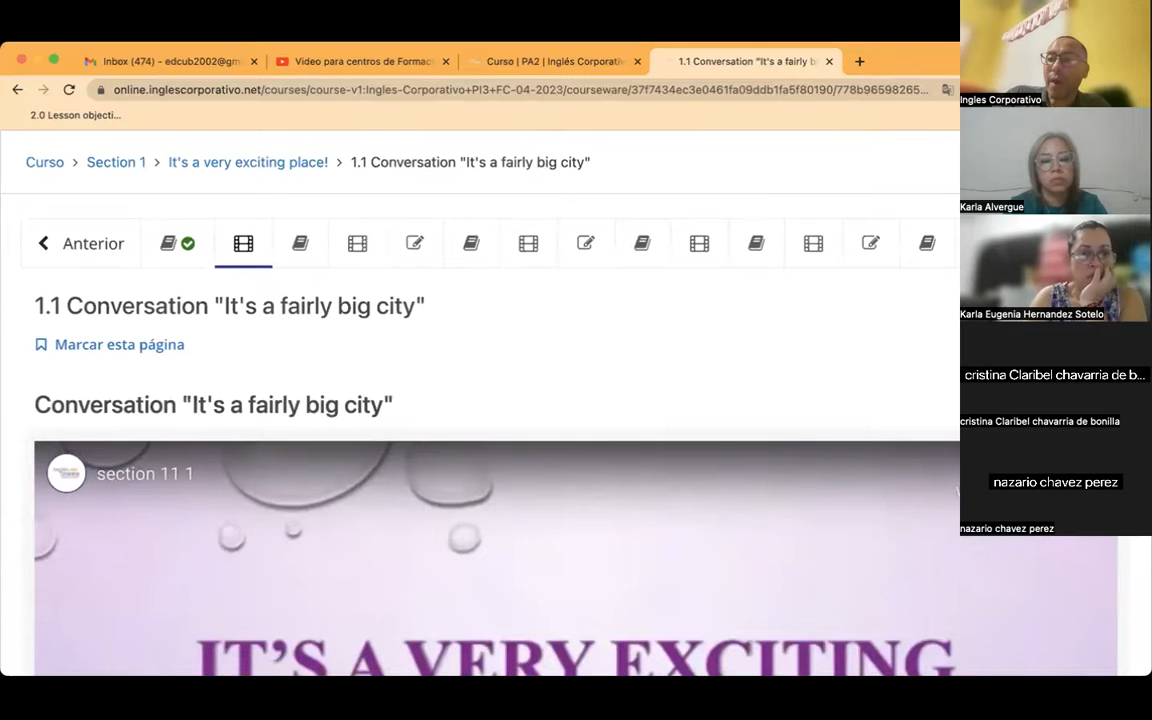 Inbox (474) - edcub2002@gm
Video para centros de Formac
Curso | PA2 | Inglés Corporativ
1.1 Conversation "It's a fairly b
online.inglescorporativo.net/courses/course-v1:Ingles-Corporativo+PI3+FC-04-2023/courseware/37f7434ec3e0461fa09ddb1fa5f80190/778b96598265...
2.0 Lesson objecti...
Curso > Section 1 > It's a very exciting place! > 1.1 Conversation "It's a fairly big city"
Anterior
1.1 Conversation "It's a fairly big city"
Marcar esta página
Conversation "It's a fairly big city"
section 11 1
IT'S A VERY EXCITING
Ingles Corporativo
Karla Alvergue
Karla Eugenia Hernandez Sotelo
cristina Claribel chavarria de b...
cristina Claribel chavarria de bonilla
nazario chavez perez
nazario chavez perez